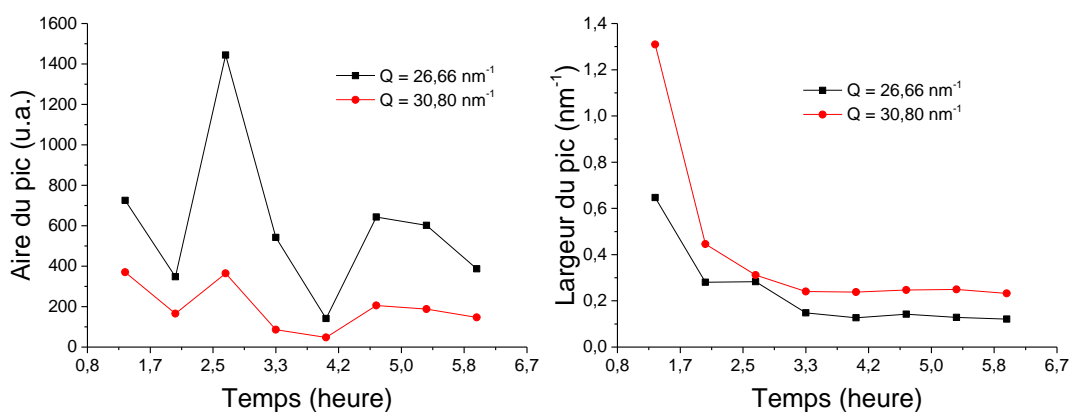 Aire du pic (u.a.)
1600
1400
1200
1000
800
600
400
200
0
Q = 26,66 nm⁻¹
Q = 30,80 nm⁻¹
0,8 1,7 2,5 3,3 4,2 5,0 5,8 6,7
Temps (heure)
Largeur du pic (nm⁻¹)
1,4
1,2
1,0
0,8
0,6
0,4
0,2
0,0
Q = 26,66 nm⁻¹
Q = 30,80 nm⁻¹
0,8 1,7 2,5 3,3 4,2 5,0 5,8 6,7
Temps (heure)